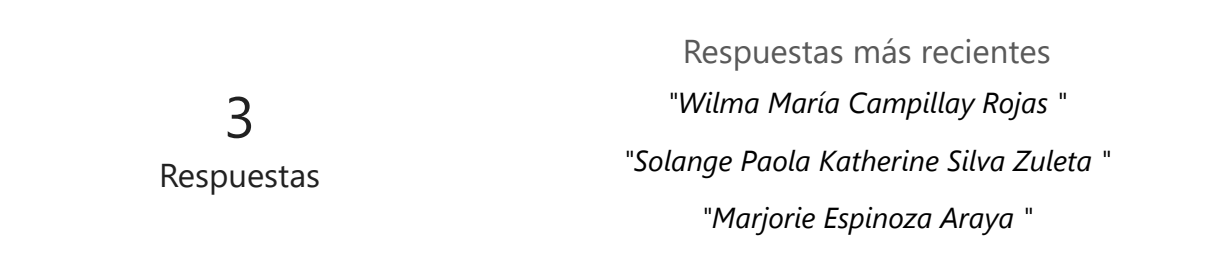 3
Respuestas
Respuestas más recientes
"Wilma María Campillay Rojas "
"Solange Paola Katherine Silva Zuleta "
"Marjorie Espinoza Araya "